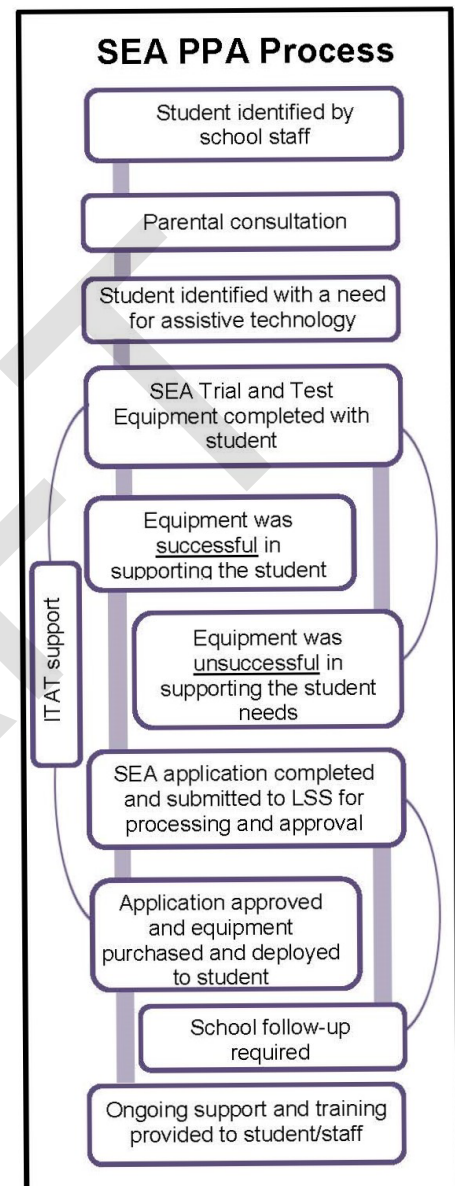 SEA PPA Process
Student identified by
school staff
Parental consultation
Student identified with a need
for assistive technology
SEA Trial and Test
Equipment completed with
student
Equipment was
successful in
supporting the student
Equipment was
unsuccessful in
supporting the student
needs
ITAT support
SEA application completed
and submitted to LSS for
processing and approval
Application approved
and equipment
purchased and deployed
to student
School follow-up
required
Ongoing support and training
provided to student/staff